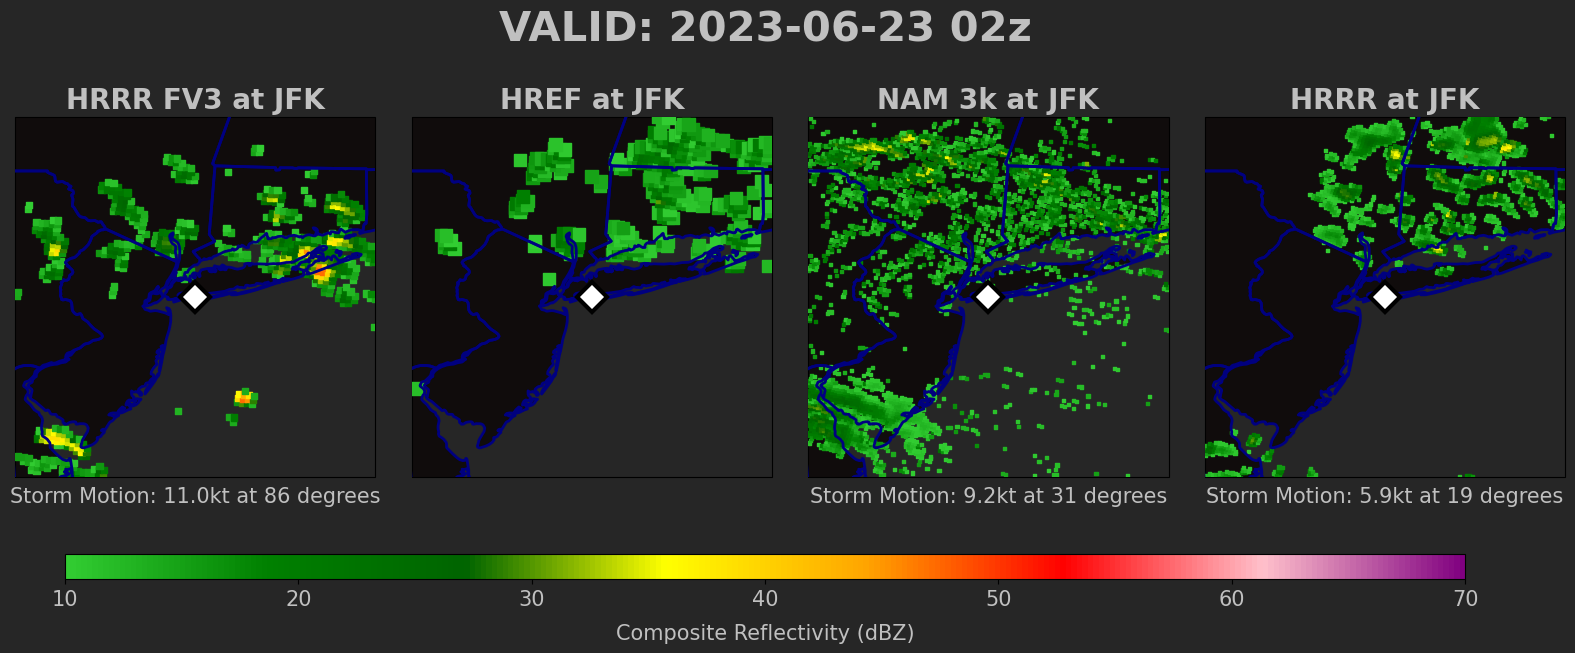 VALID: 2023-06-23 02z
HRRR FV3 at JFK
HREF at JFK
NAM 3k at JFK
HRRR at JFK
Storm Motion: 11.0kt at 86 degrees
Storm Motion: 9.2kt at 31 degrees
Storm Motion: 5.9kt at 19 degrees
10 20 30 40 50 60 70
Composite Reflectivity (dBZ)